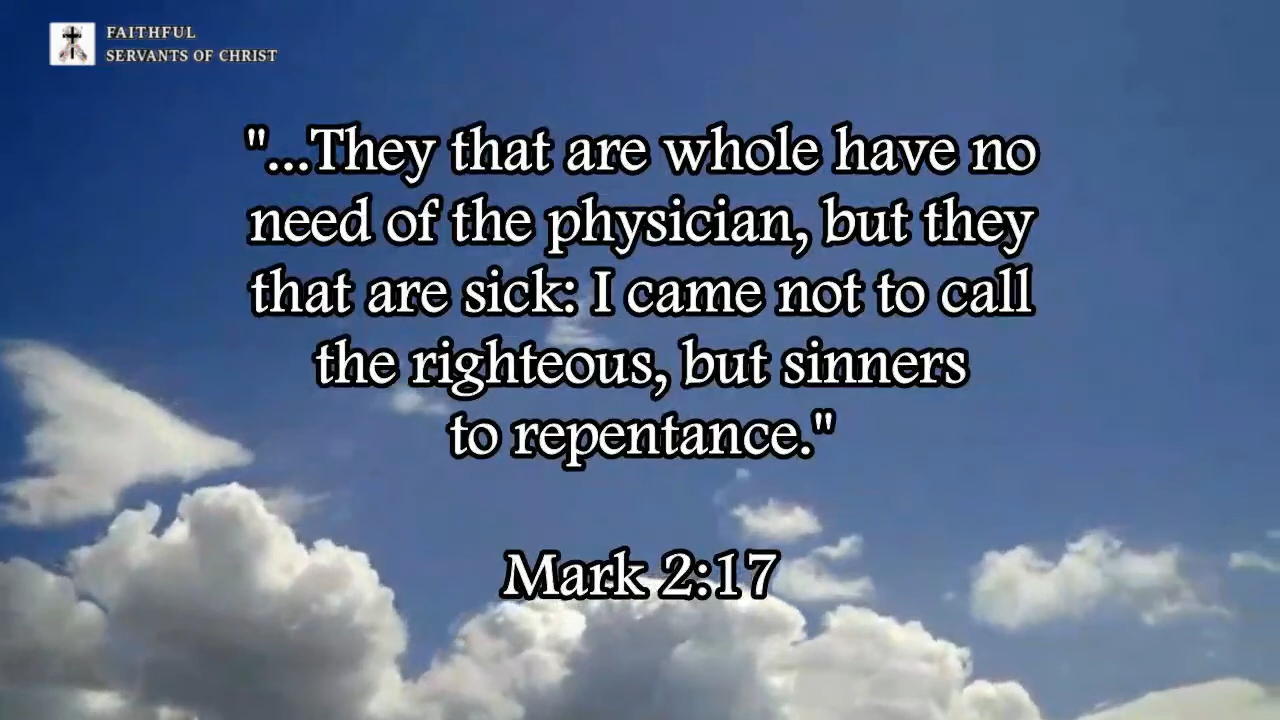 FAITHFUL
SERVANTS OF CHRIST
"...They that are whole have no
need of the physician, but they
that are sick: I came not to call
the righteous, but sinners
to repentance."
Mark 2:17